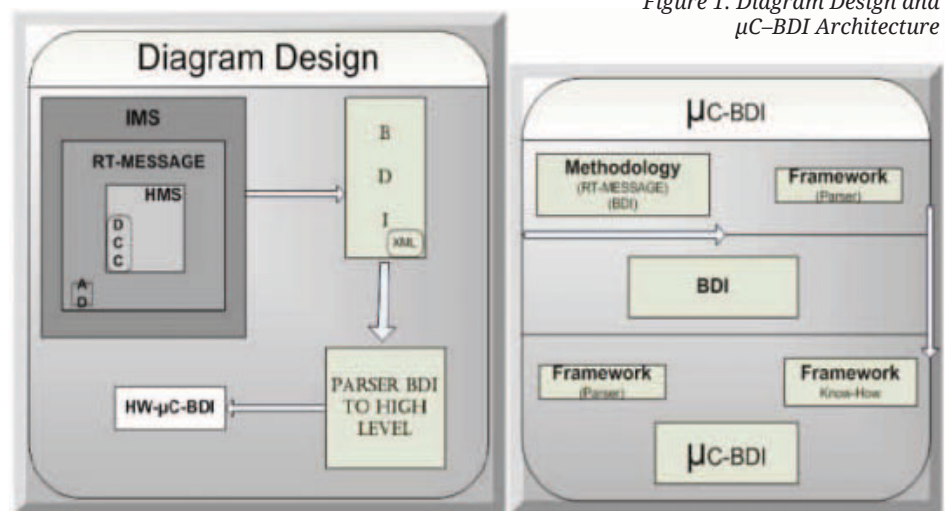 Figure 1. Diagram Design and
µC–BDI Architecture
Diagram Design
IMS
RT-MESSAGE
HMS
D
C
C
A
D
B
D
I
XML
PARSER BDI
TO HIGH
LEVEL
HW-µC-BDI
µC-BDI
Methodology
(RT-MESSAGE)
(BDI)
Framework
(Parser)
BDI
Framework
(Parser)
Framework
Know-How
µC-BDI